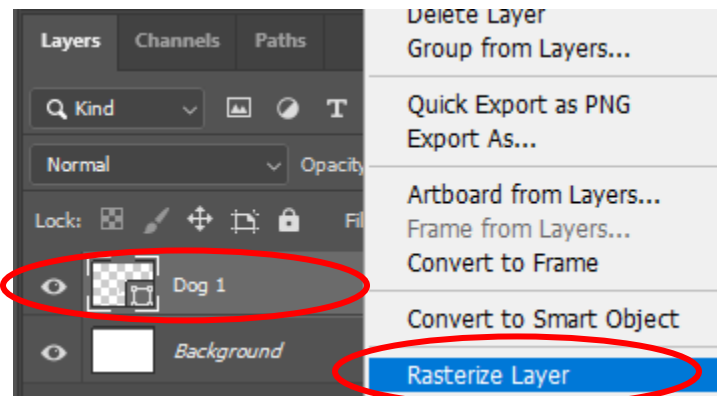 Layers Channels Paths
Kind T
Normal Opacity
Lock: Fil
Dog 1
Background
Delete Layer
Group from Layers...
Quick Export as PNG
Export As...
Artboard from Layers...
Frame from Layers...
Convert to Frame
Convert to Smart Object
Rasterize Layer